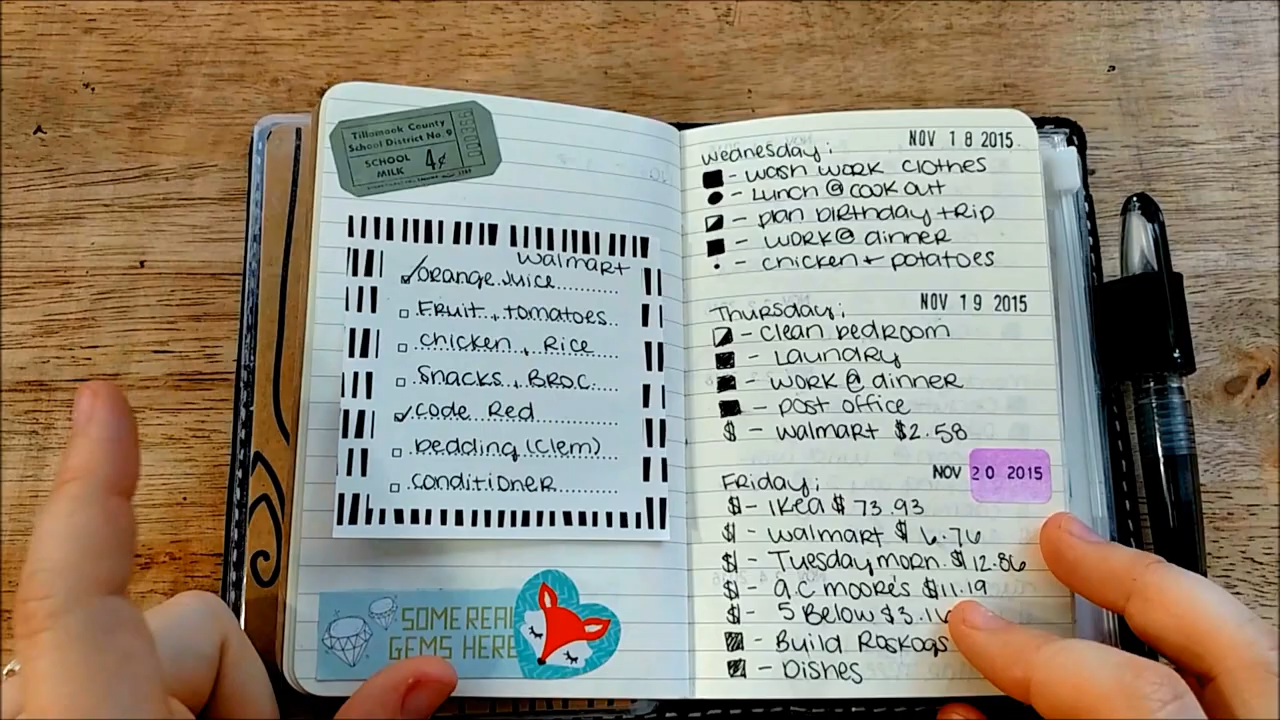 Tillamook County
School District No. 9
SCHOOL
MILK 4¢
Walmart
Orange Juice
Fruit, tomatoes
chicken, Rice
Snacks, BROC.
Code Red
bedding (Clem)
conditioner
SOME REAL
GEMS HERE
NOV 18 2015
Wednesday:
- wash work clothes
- Lunch @ cook out
- plan birthday trip
- work @ dinner
- chicken + potatoes
NOV 19 2015
Thursday:
- Clean bedroom
- Laundry
- work @ dinner
- post office
$ - walmart $2.58
NOV 20 2015
Friday:
$ - Ikea $73.93
$ - walmart $6.76
$ - Tuesday morn. $12.86
$ - a.c moore's $11.19
$ - 5 Below $3.
- Build Raskogs
- Dishes